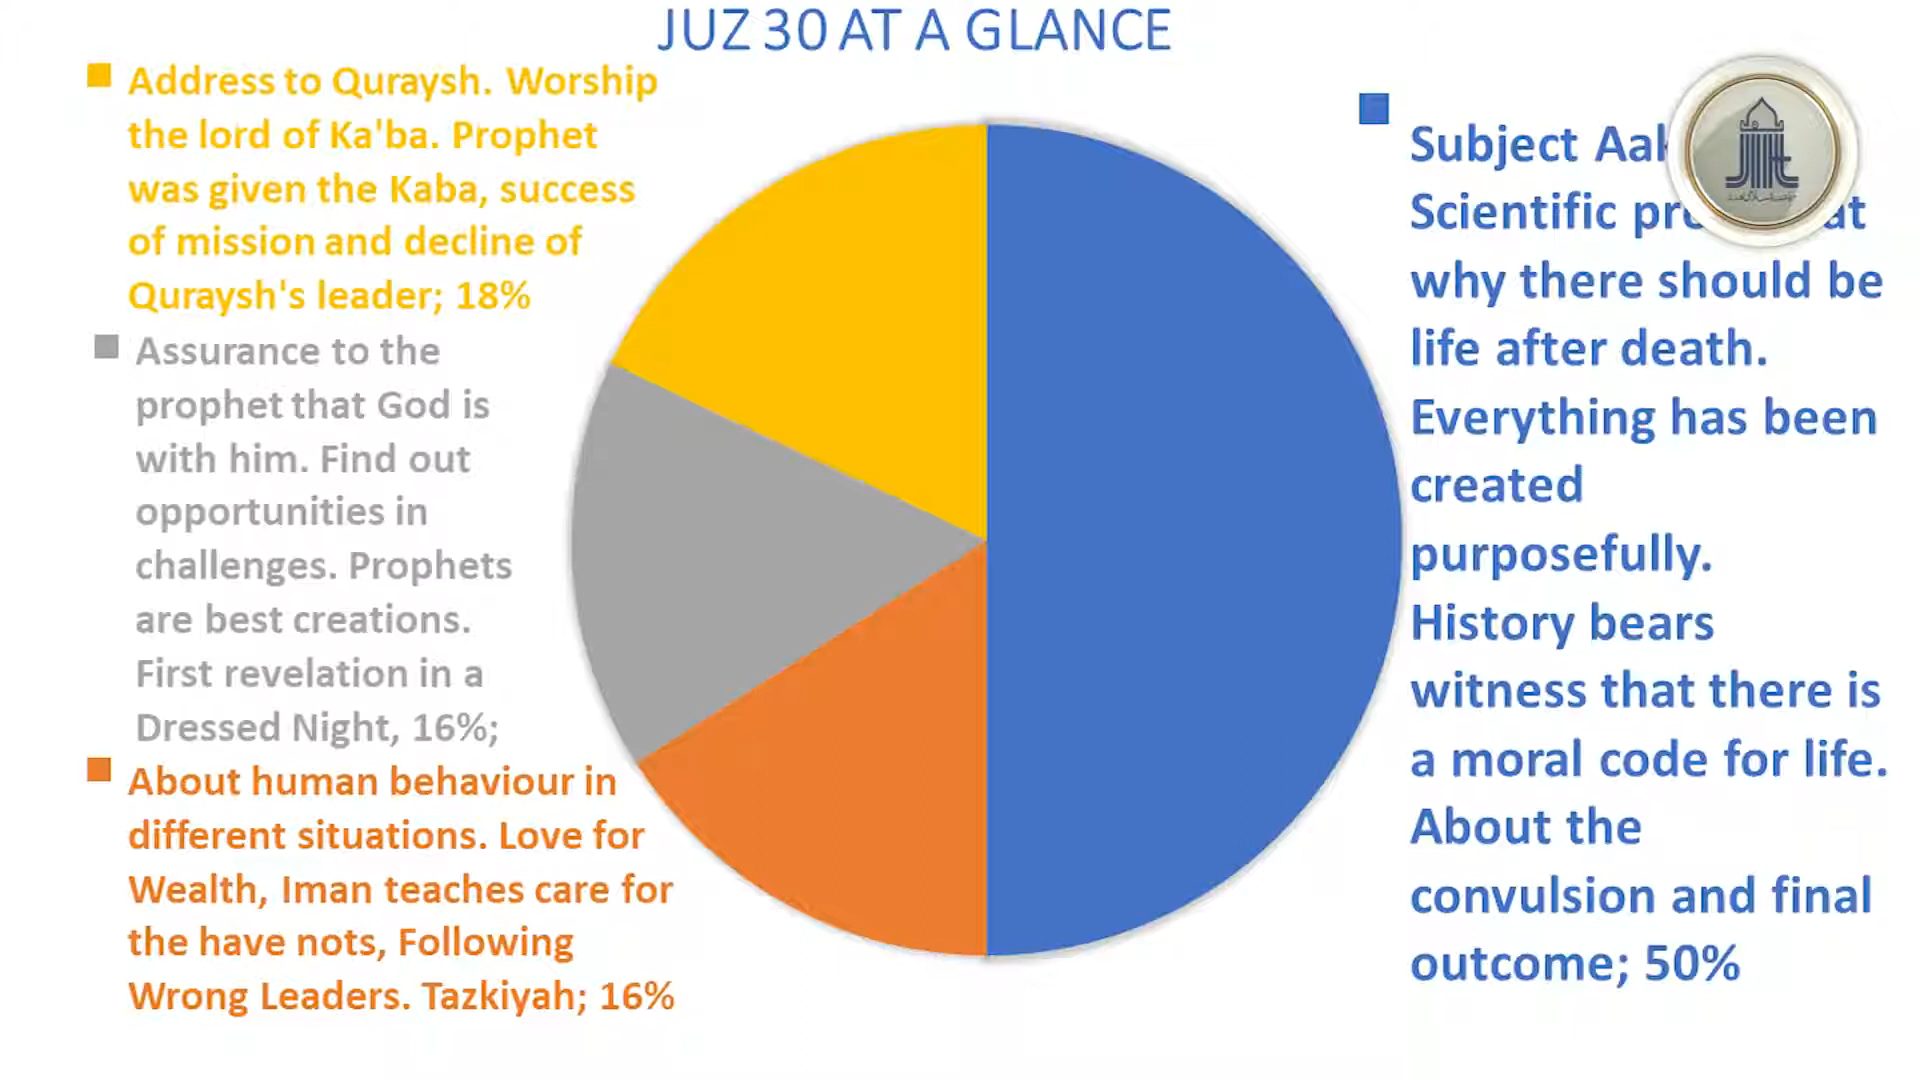 JUZ 30 AT A GLANCE
Address to Quraysh. Worship
the lord of Ka'ba. Prophet
was given the Kaba, success
of mission and decline of
Quraysh's leader; 18%
Assurance to the
prophet that God is
with him. Find out
opportunities in
challenges. Prophets
are best creations.
First revelation in a
Dressed Night, 16%;
About human behaviour in
different situations. Love for
Wealth, Iman teaches care for
the have nots, Following
Wrong Leaders. Tazkiyah; 16%
Subject
Scientific
why there should be
life after death.
Everything has been
created
purposefully.
History bears
witness that there is
a moral code for life.
About the
convulsion and final
outcome; 50%